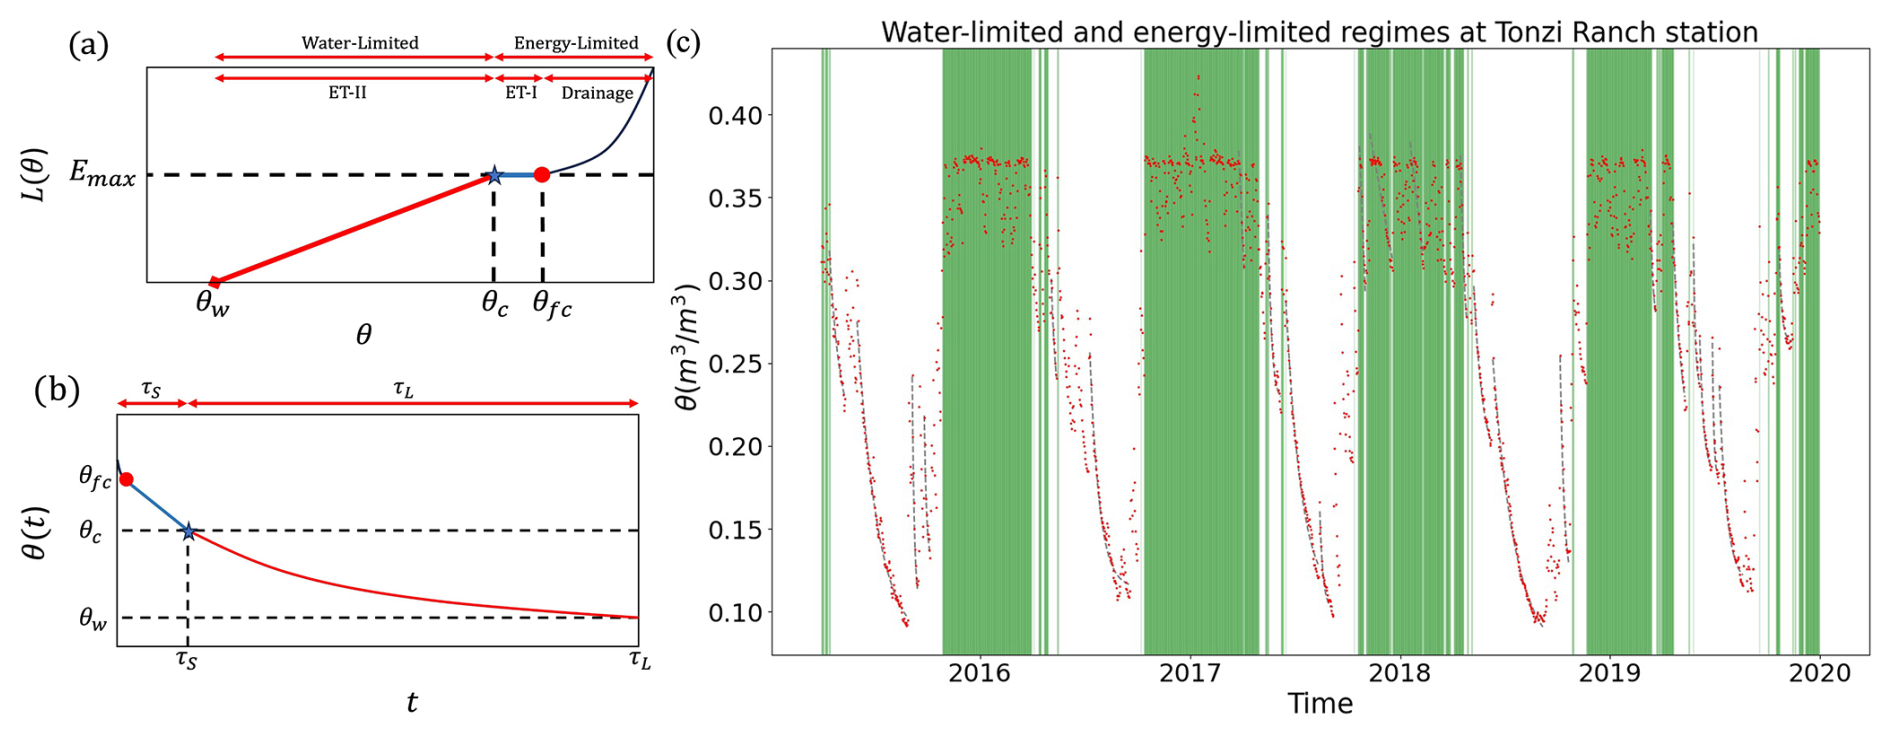 (a)
Water-Limited
Energy-Limited
ET-II
ET-I
Drainage
L(θ)
E_max
θ_w
θ_c
θ_fc
θ
(b)
τ_S
τ_L
θ_fc
θ_c
θ_w
θ(t)
τ_S
τ_L
t
(c)
Water-limited and energy-limited regimes at Tonzi Ranch station
θ(m³/m³)
0.40
0.35
0.30
0.25
0.20
0.15
0.10
2016
2017
2018
2019
2020
Time